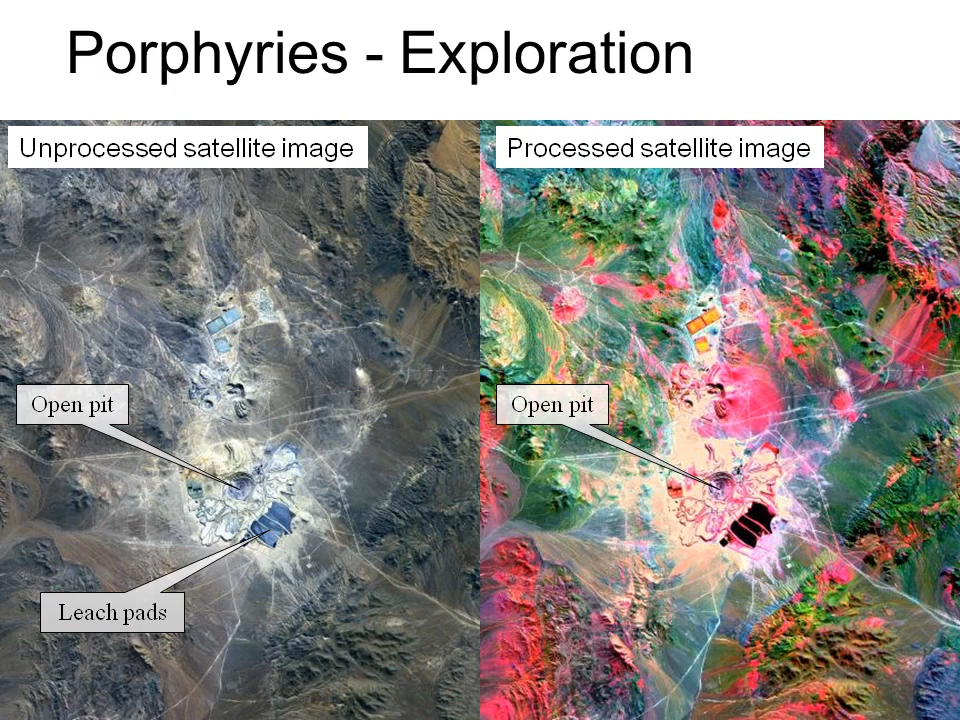 Porphyries - Exploration
Unprocessed satellite image
Processed satellite image
Open pit
Open pit
Leach pads